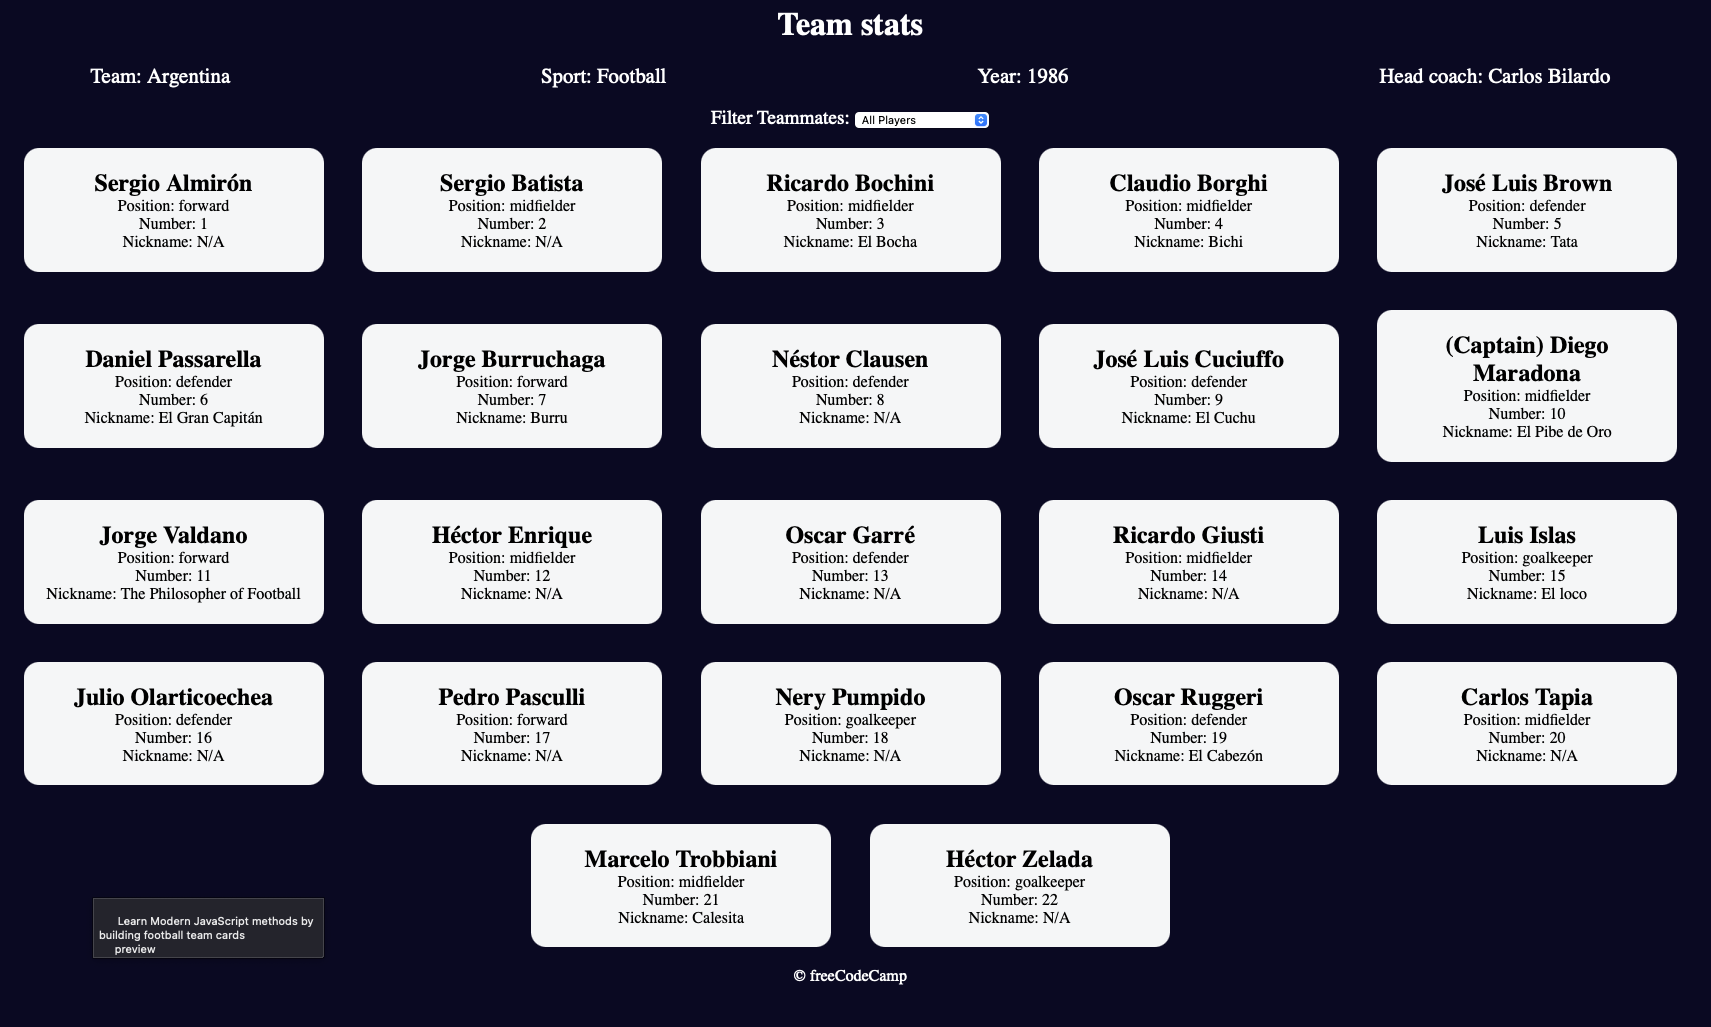 Team stats
Team: Argentina
Sport: Football
Year: 1986
Head coach: Carlos Bilardo
Filter Teammates: All Players
Sergio Almirón
Position: forward
Number: 1
Nickname: N/A
Sergio Batista
Position: midfielder
Number: 2
Nickname: N/A
Ricardo Bochini
Position: midfielder
Number: 3
Nickname: El Bocha
Claudio Borghi
Position: midfielder
Number: 4
Nickname: Bichi
José Luis Brown
Position: defender
Number: 5
Nickname: Tata
Daniel Passarella
Position: defender
Number: 6
Nickname: El Gran Capitán
Jorge Burruchaga
Position: forward
Number: 7
Nickname: Burru
Néstor Clausen
Position: defender
Number: 8
Nickname: N/A
José Luis Cuciuffo
Position: defender
Number: 9
Nickname: El Cuchu
(Captain) Diego
Maradona
Position: midfielder
Number: 10
Nickname: El Pibe de Oro
Jorge Valdano
Position: forward
Number: 11
Nickname: The Philosopher of Football
Héctor Enrique
Position: midfielder
Number: 12
Nickname: N/A
Oscar Garré
Position: defender
Number: 13
Nickname: N/A
Ricardo Giusti
Position: midfielder
Number: 14
Nickname: N/A
Luis Islas
Position: goalkeeper
Number: 15
Nickname: El loco
Julio Olarticoechea
Position: defender
Number: 16
Nickname: N/A
Pedro Pasculli
Position: forward
Number: 17
Nickname: N/A
Nery Pumpido
Position: goalkeeper
Number: 18
Nickname: N/A
Oscar Ruggeri
Position: defender
Number: 19
Nickname: El Cabezón
Carlos Tapia
Position: midfielder
Number: 20
Nickname: N/A
Marcelo Trobbiani
Position: midfielder
Number: 21
Nickname: Calesita
Héctor Zelada
Position: goalkeeper
Number: 22
Nickname: N/A
Learn Modern JavaScript methods by
building football team cards
preview
© freeCodeCamp